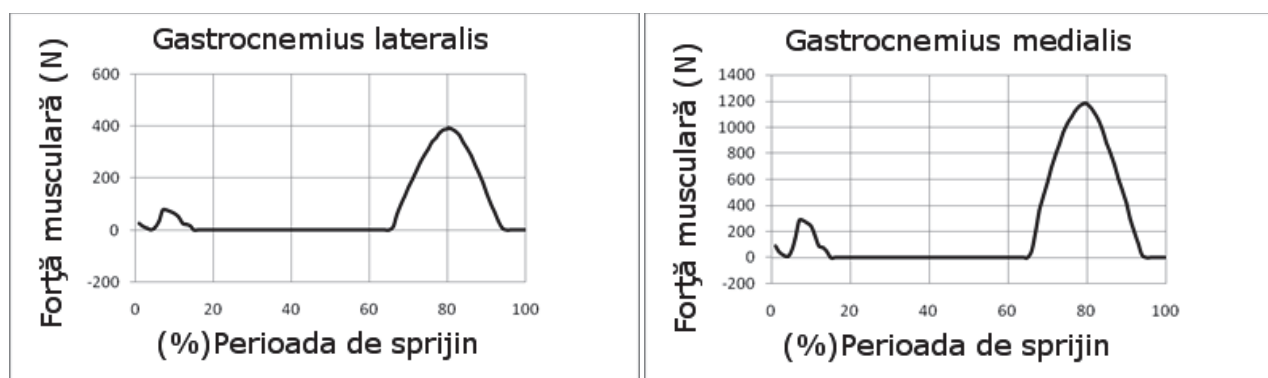 Gastrocnemius lateralis
Forţă musculară (N)
600
400
200
0
-200
0 20 40 60 80 100
(%)Perioada de sprijin
Gastrocnemius medialis
Forţă musculară (N)
1400
1200
1000
800
600
400
200
0
-200
0 20 40 60 80 100
(%)Perioada de sprijin